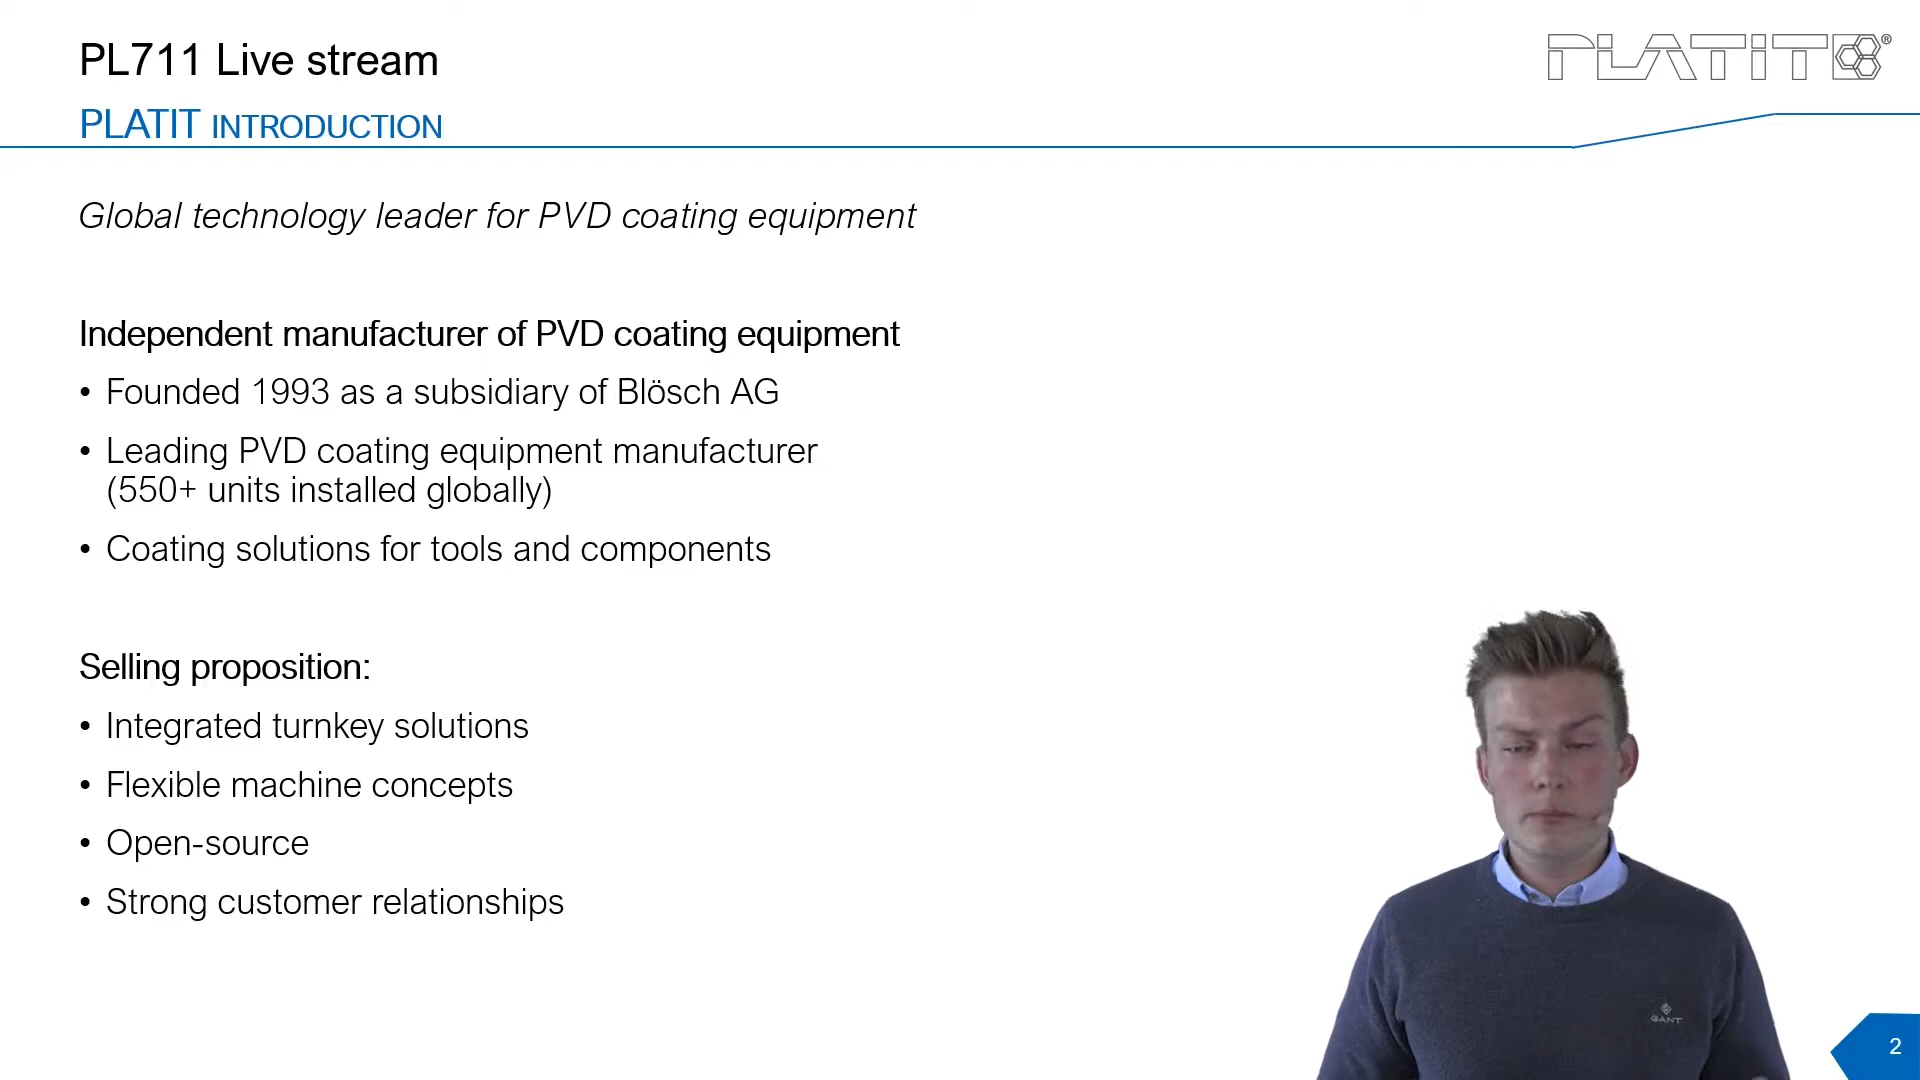 PL711 Live stream
PLATIT®
PLATIT INTRODUCTION
Global technology leader for PVD coating equipment
Independent manufacturer of PVD coating equipment
• Founded 1993 as a subsidiary of Blösch AG
• Leading PVD coating equipment manufacturer
(550+ units installed globally)
• Coating solutions for tools and components
Selling proposition:
• Integrated turnkey solutions
• Flexible machine concepts
• Open-source
• Strong customer relationships
GANT
2